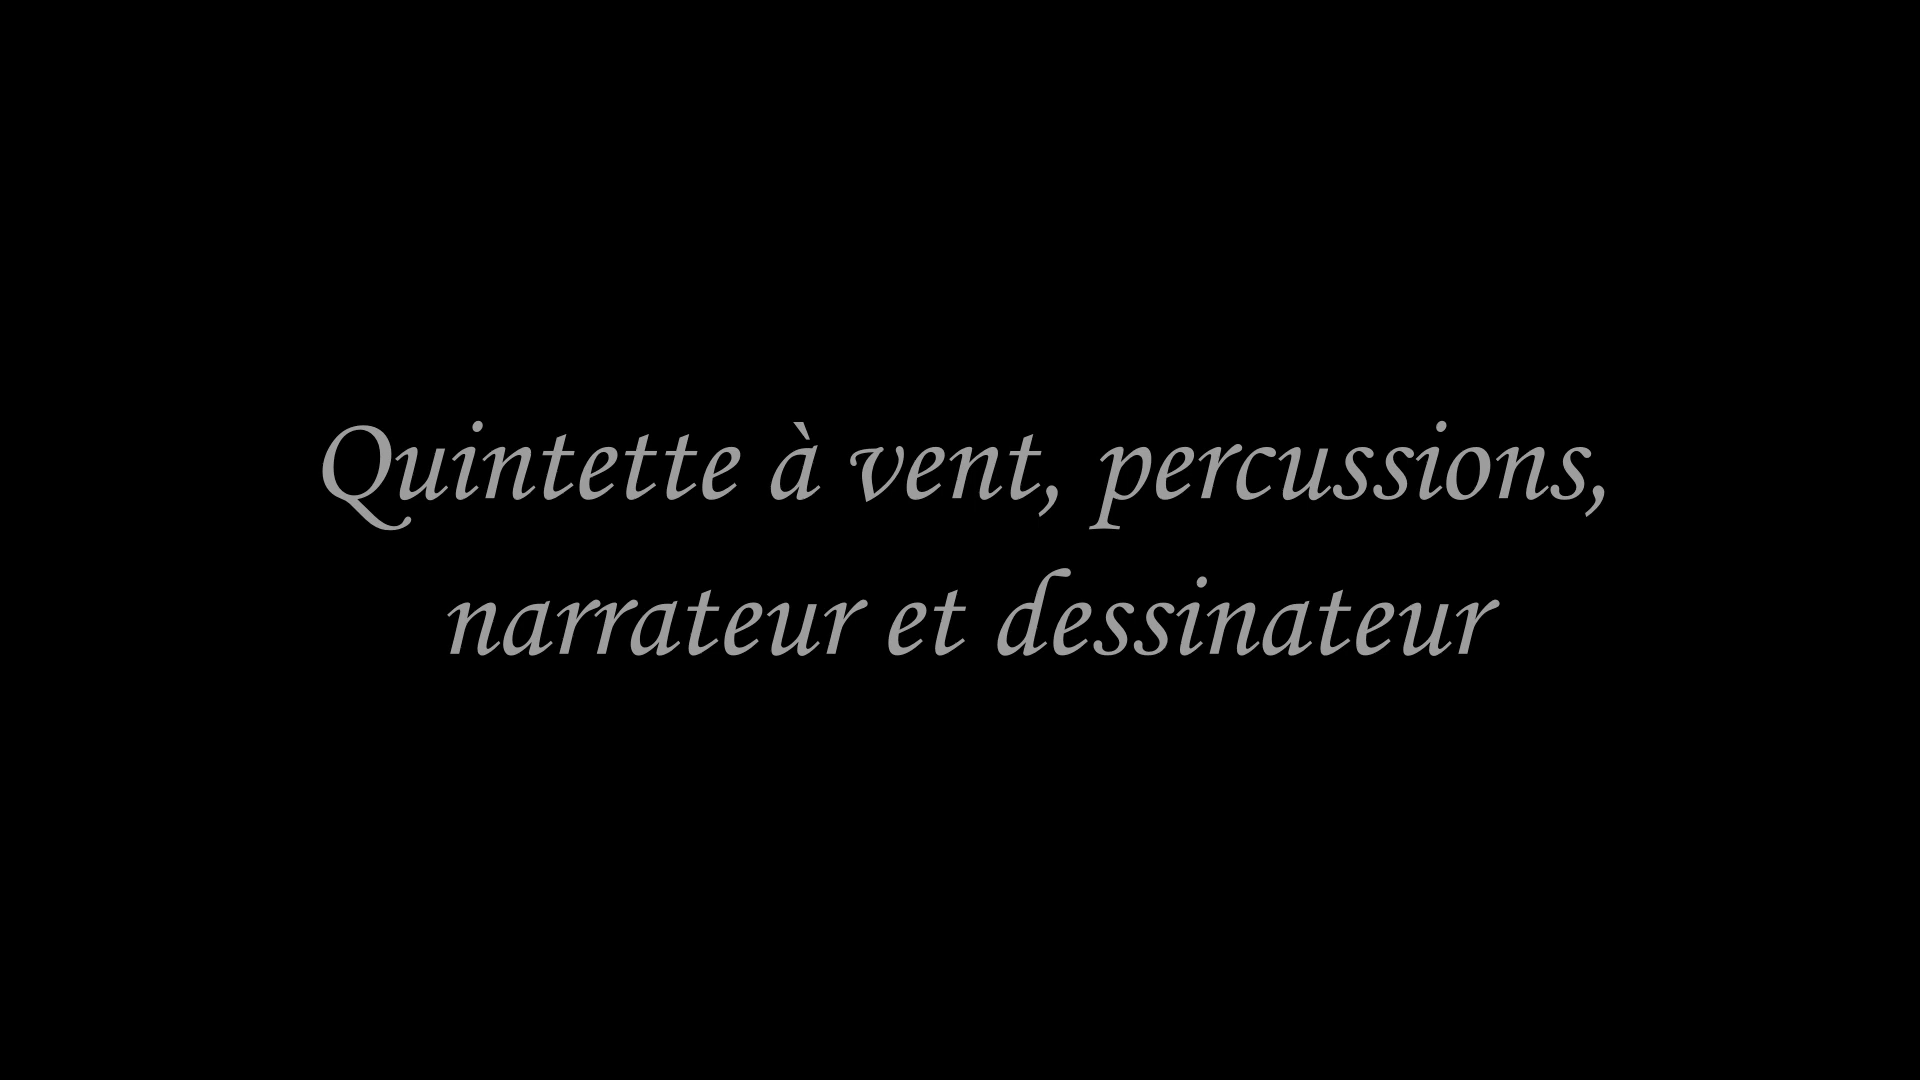 Quintette à vent, percussions,
narrateur et dessinateur